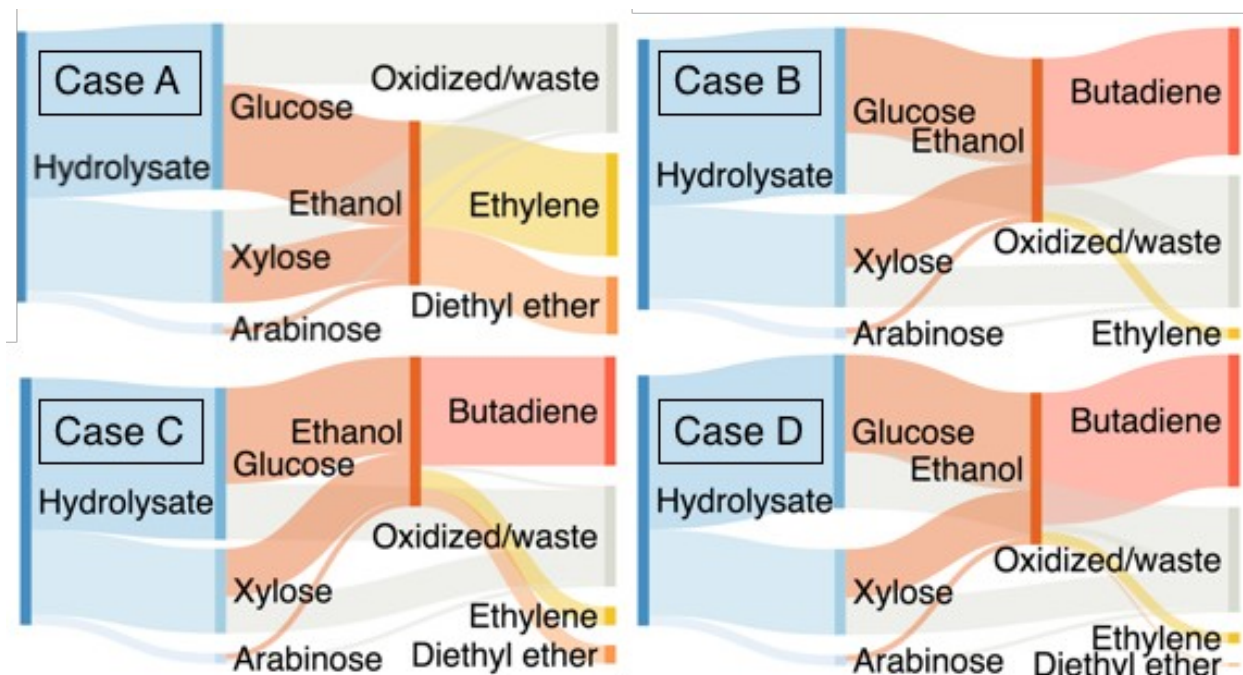 Case A
Oxidized/waste
Glucose
Hydrolysate
Ethanol
Ethylene
Xylose
Diethyl ether
Arabinose
Case B
Butadiene
Glucose
Ethanol
Hydrolysate
Oxidized/waste
Xylose
Arabinose
Ethylene
Case C
Butadiene
Ethanol
Glucose
Hydrolysate
Oxidized/waste
Xylose
Ethylene
Arabinose
Diethyl ether
Case D
Butadiene
Glucose
Ethanol
Hydrolysate
Oxidized/waste
Xylose
Ethylene
Arabinose
Diethyl ether